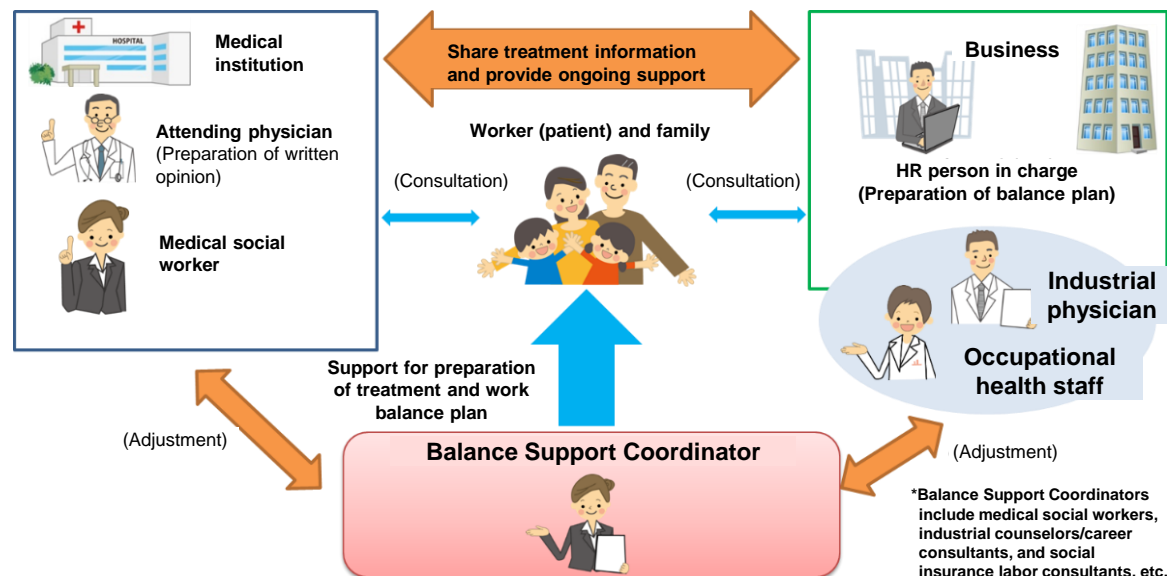 HOSPITAL
Medical
institution
Attending physician
(Preparation of written
opinion)
Medical social
worker
Share treatment information
and provide ongoing support
Worker (patient) and family
(Consultation)
(Consultation)
Business
HR person in charge
(Preparation of balance plan)
Industrial
physician
Occupational
health staff
Support for preparation
of treatment and work
balance plan
(Adjustment)
Balance Support Coordinator
(Adjustment)
*Balance Support Coordinators
include medical social workers,
industrial counselors/career
consultants, and social
insurance labor consultants, etc.